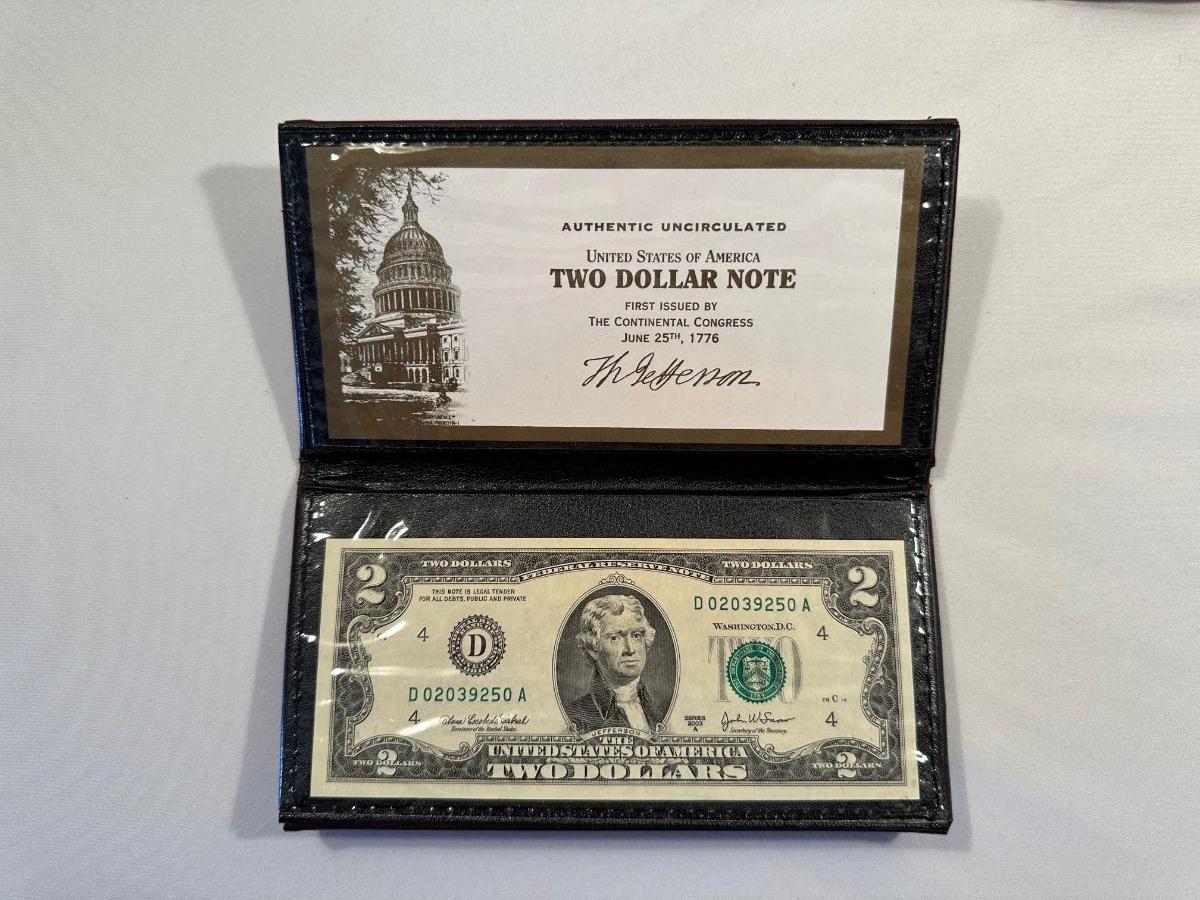 AUTHENTIC UNCIRCULATED
UNITED STATES OF AMERICA
TWO DOLLAR NOTE
FIRST ISSUED BY
THE CONTINENTAL CONGRESS
JUNE 25TH, 1776
Th Jefferson
TWO DOLLARS
FEDERAL RESERVE NOTE
TWO DOLLARS
2
2
THIS NOTE IS LEGAL TENDER
FOR ALL DEBTS, PUBLIC AND PRIVATE
D 02039250 A
WASHINGTON, D.C.
4
D
TWO
4
D 02039250 A
4
Treasurer of the United States.
SERIES
2003
A
John W Snow
Secretary of the Treasury.
4
JEFFERSON
THE
UNITED STATES OF AMERICA
TWO DOLLARS
2
TWO DOLLARS
TWO DOLLARS
2